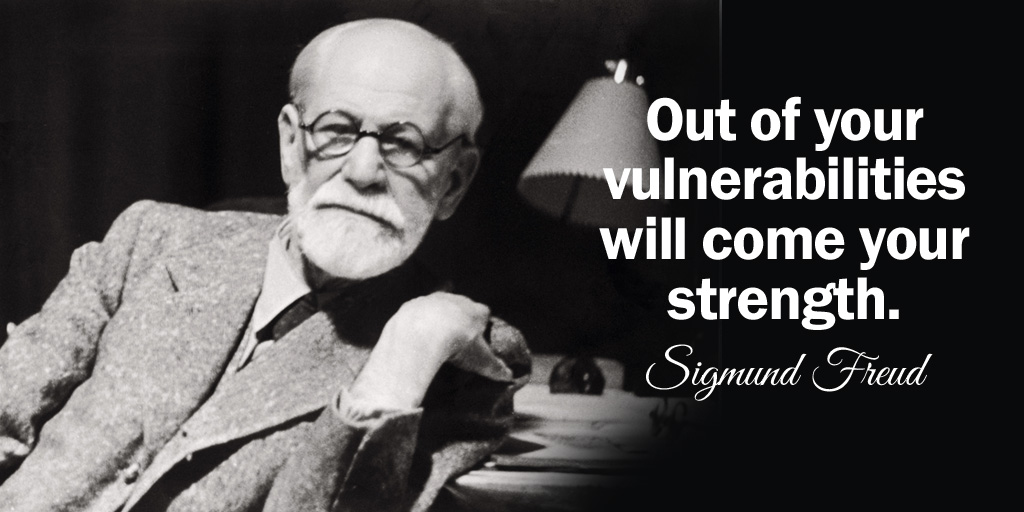 Out of your
vulnerabilities
will come your
strength.
Sigmund Freud